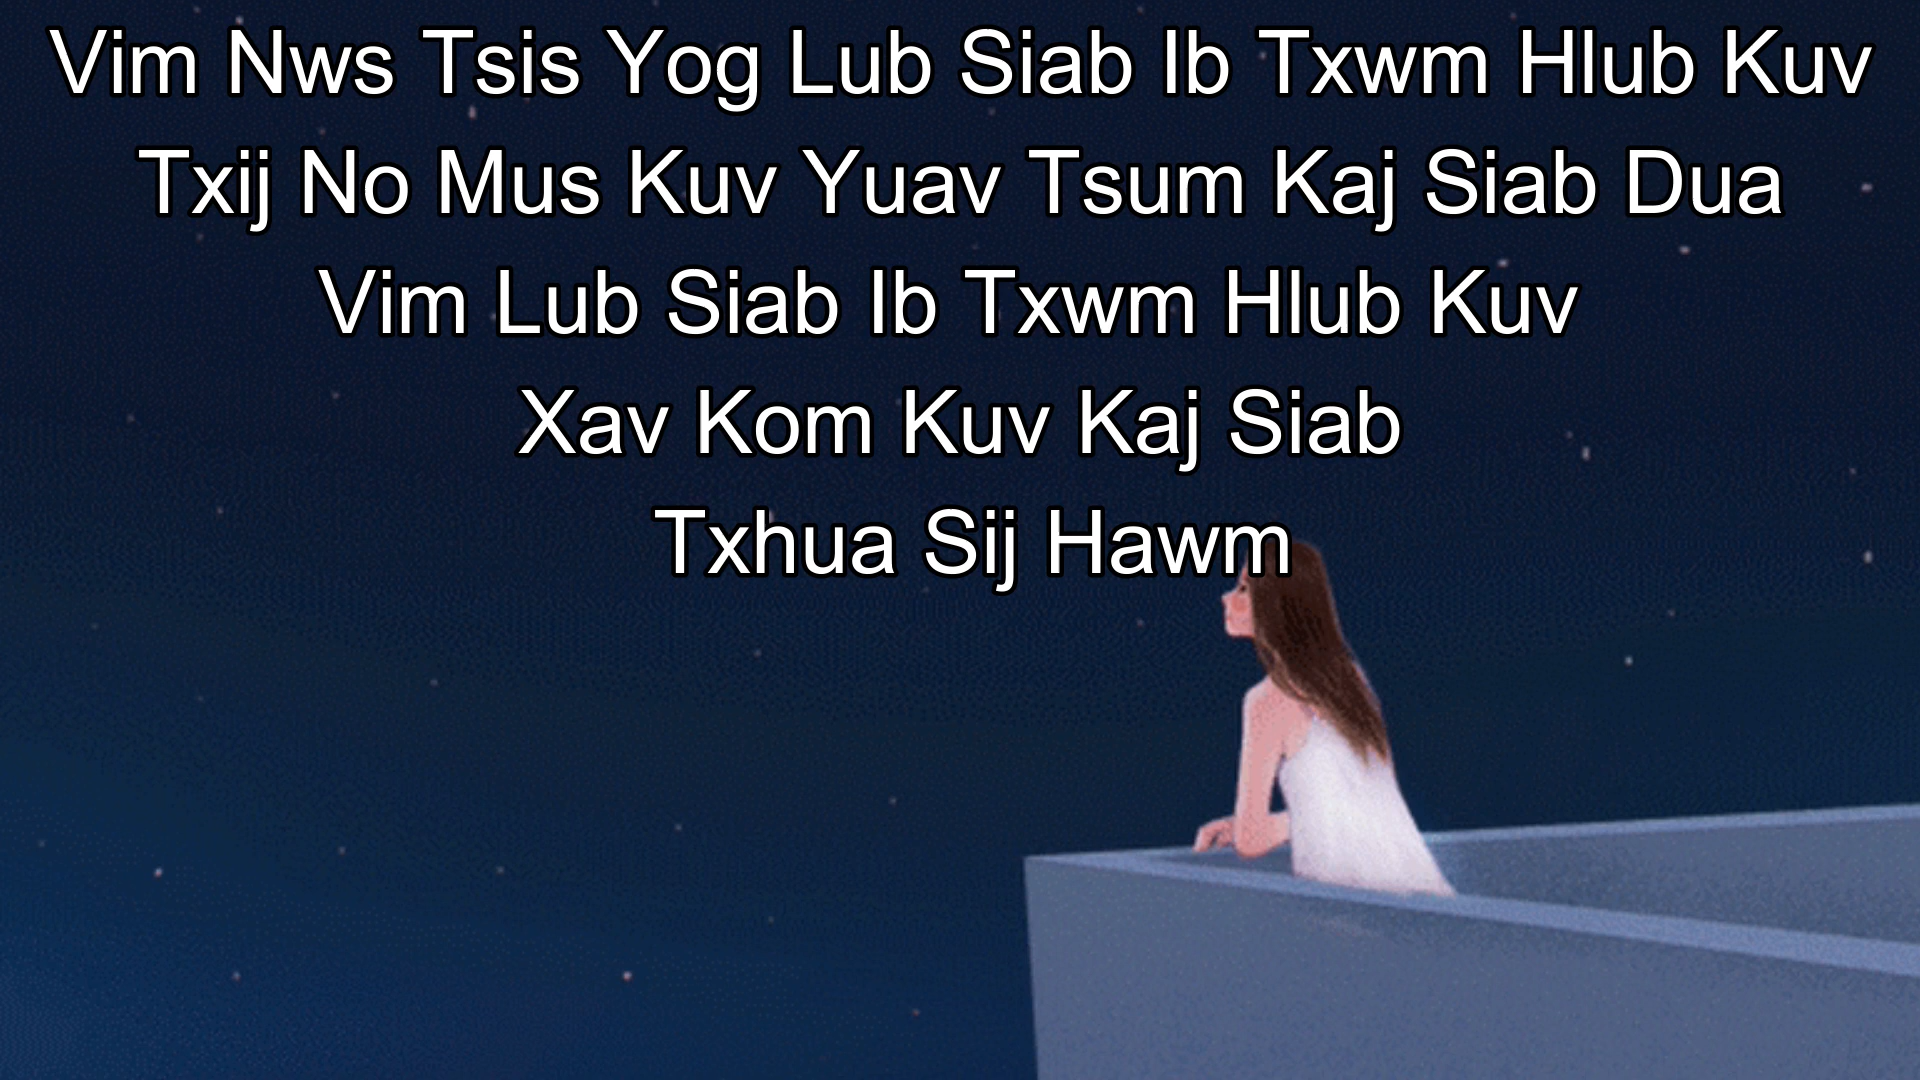 Vim Nws Tsis Yog Lub Siab Ib Txwm Hlub Kuv
Txij No Mus Kuv Yuav Tsum Kaj Siab Dua
Vim Lub Siab Ib Txwm Hlub Kuv
Xav Kom Kuv Kaj Siab
Txhua Sij Hawm